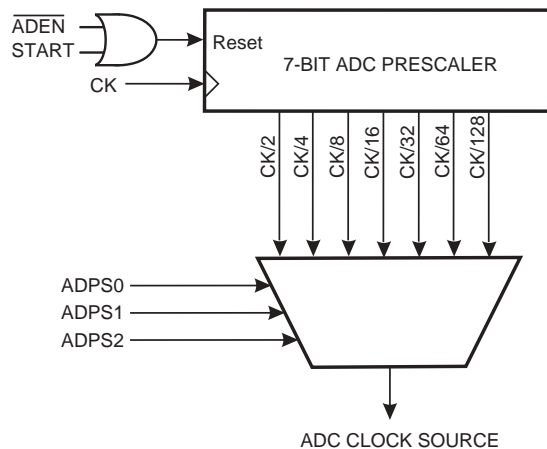 ADEN
START
Reset
7-BIT ADC PRESCALER
CK
CK/2
CK/4
CK/8
CK/16
CK/32
CK/64
CK/128
ADPS0
ADPS1
ADPS2
ADC CLOCK SOURCE